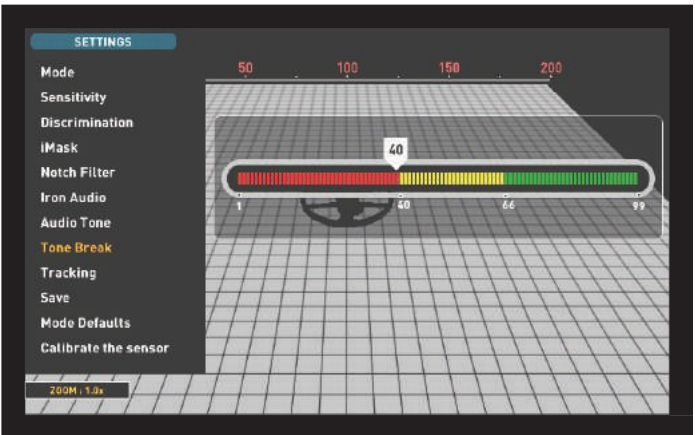 SETTINGS
Mode
Sensitivity
Discrimination
iMask
Notch Filter
Iron Audio
Audio Tone
Tone Break
Tracking
Save
Mode Defaults
Calibrate the sensor
50 100 150 200
40
1 40 66 99
ZOOM : 1.0x